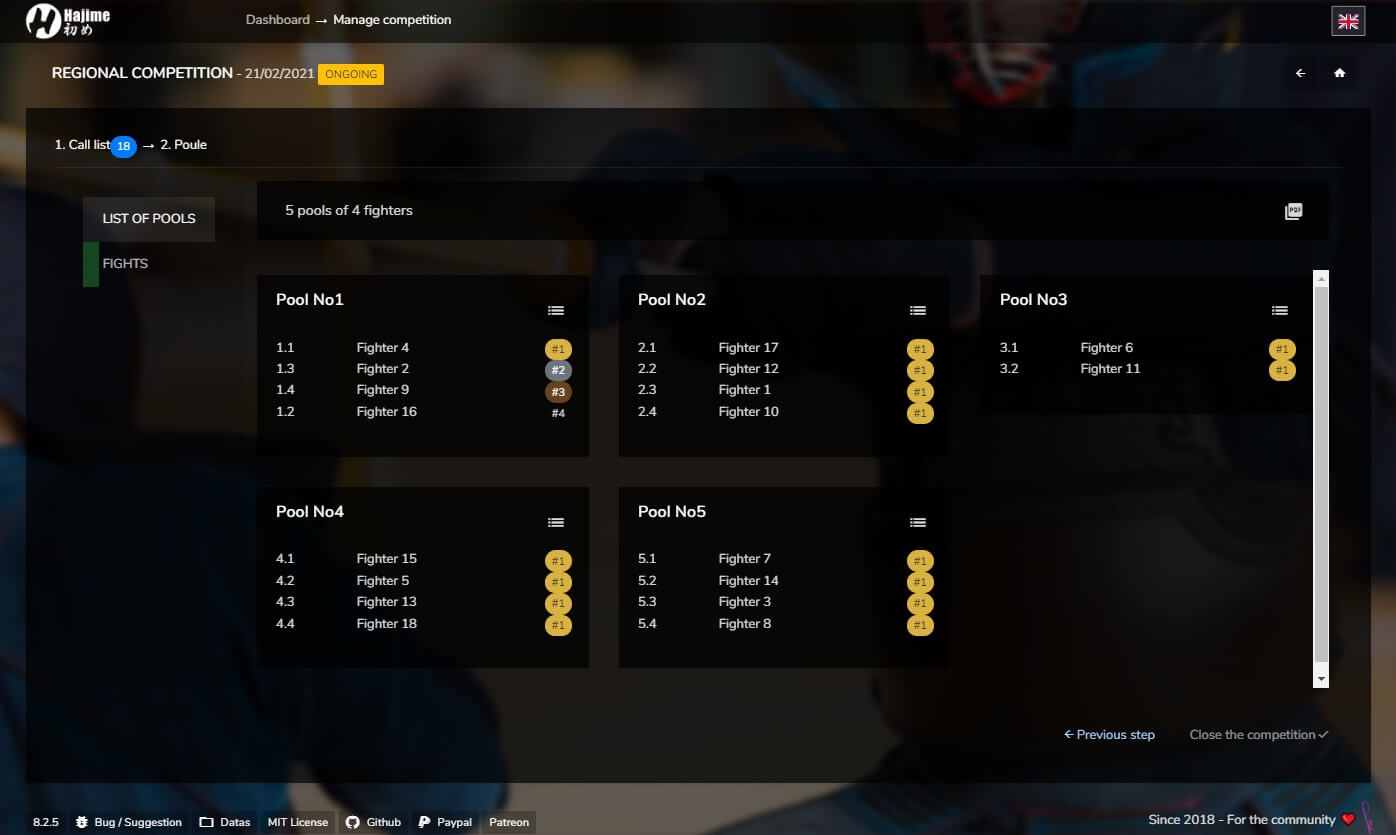 Hajime
初め
Dashboard → Manage competition
REGIONAL COMPETITION - 21/02/2021 ONGOING
1. Call list 18 → 2. Poule
LIST OF POOLS
FIGHTS
5 pools of 4 fighters
PDF
Pool No1
1.1 Fighter 4 #1
1.3 Fighter 2 #2
1.4 Fighter 9 #3
1.2 Fighter 16 #4
Pool No2
2.1 Fighter 17 #1
2.2 Fighter 12 #1
2.3 Fighter 1 #1
2.4 Fighter 10 #1
Pool No3
3.1 Fighter 6 #1
3.2 Fighter 11 #1
Pool No4
4.1 Fighter 15 #1
4.2 Fighter 5 #1
4.3 Fighter 13 #1
4.4 Fighter 18 #1
Pool No5
5.1 Fighter 7 #1
5.2 Fighter 14 #1
5.3 Fighter 3 #1
5.4 Fighter 8 #1
← Previous step Close the competition ✓
8.2.5 Bug / Suggestion Datas MIT License Github Paypal Patreon Since 2018 - For the community ❤